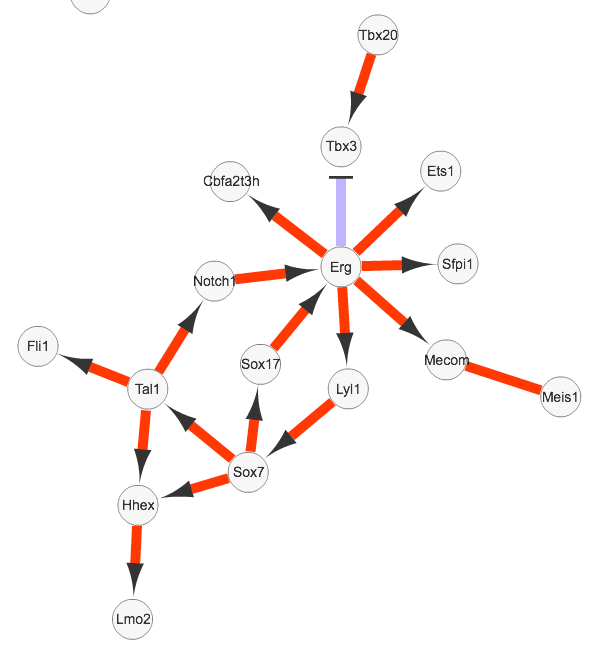 Tbx20
Tbx3
Ets1
Cbfa2t3h
Erg
Sfpi1
Notch1
Fli1
Sox17
Mecom
Tal1
Lyl1
Meis1
Sox7
Hhex
Lmo2